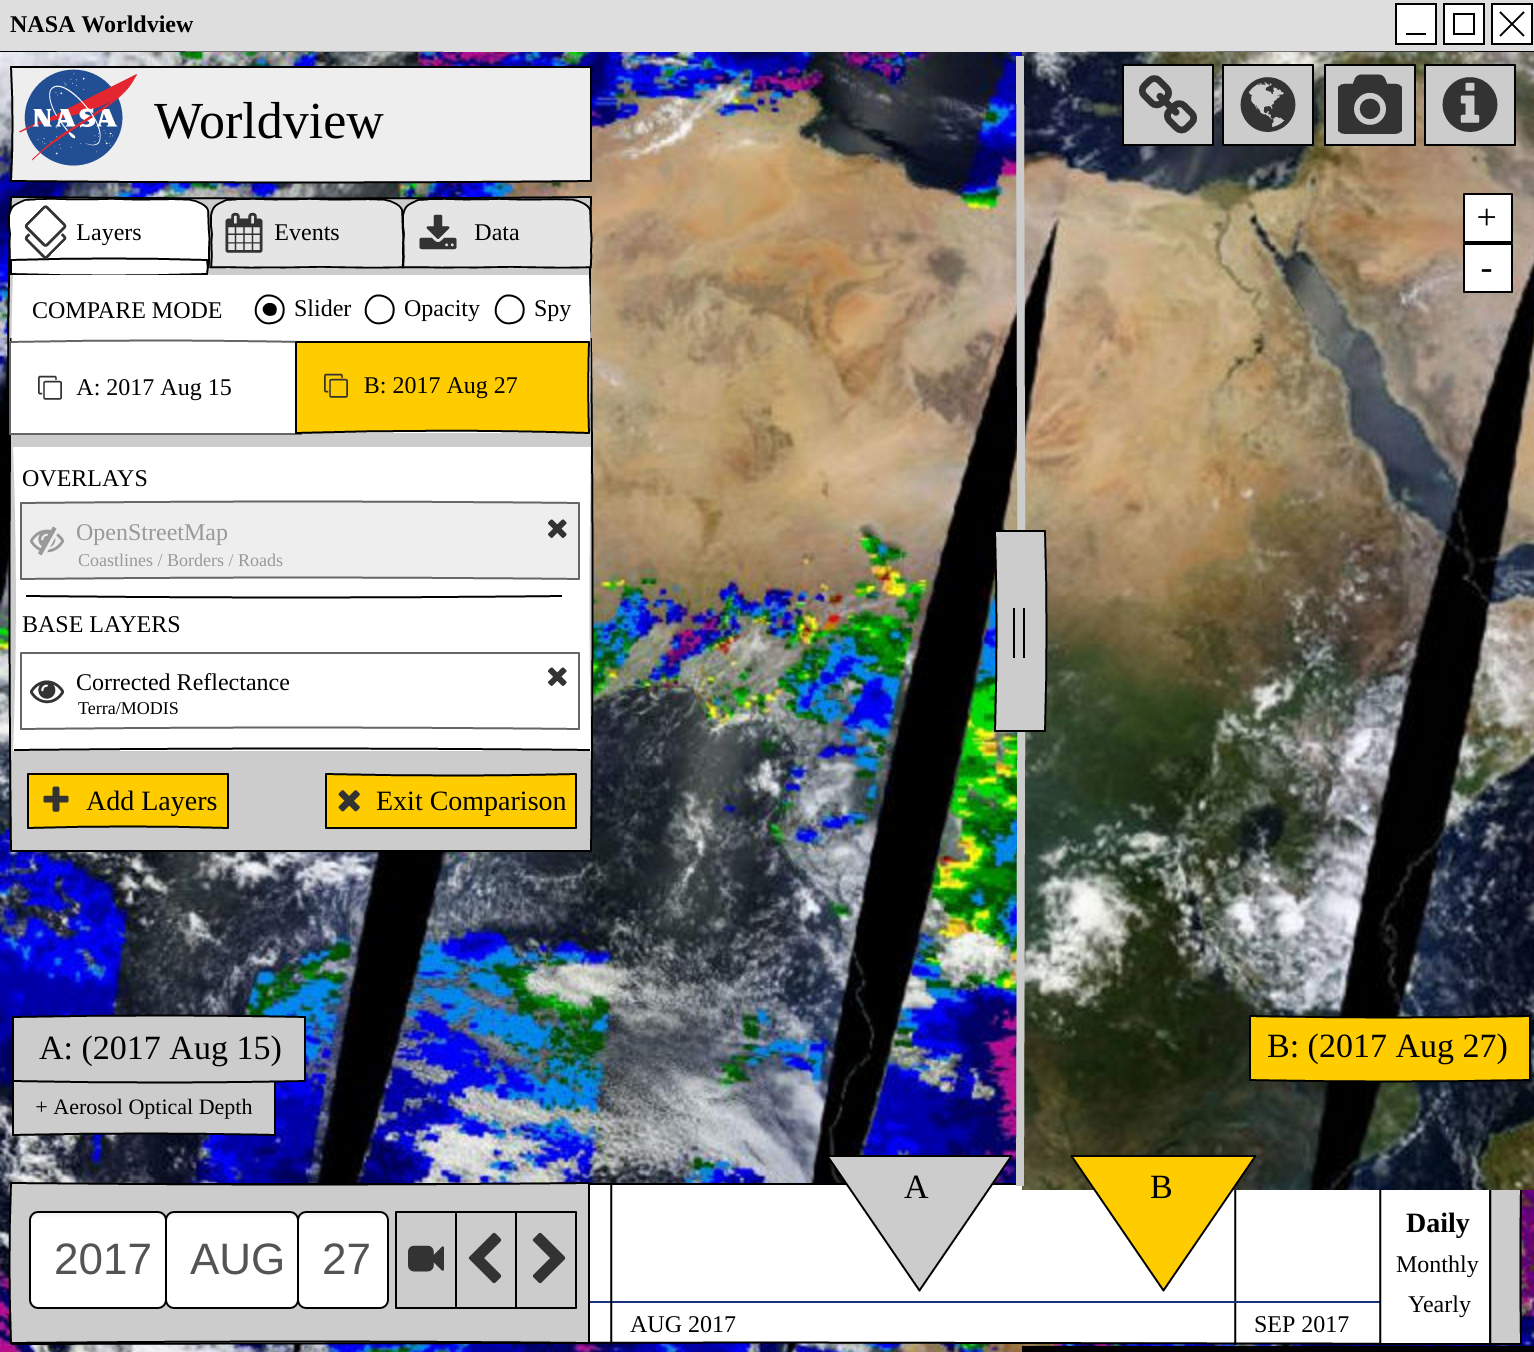 NASA Worldview
NASA
Worldview
Layers
Events
Data
COMPARE MODE
Slider
Opacity
Spy
A: 2017 Aug 15
B: 2017 Aug 27
OVERLAYS
OpenStreetMap
Coastlines / Borders / Roads
BASE LAYERS
Corrected Reflectance
Terra/MODIS
Add Layers
Exit Comparison
+
-
A: (2017 Aug 15)
+ Aerosol Optical Depth
B: (2017 Aug 27)
2017
AUG
27
A
B
AUG 2017
SEP 2017
Daily
Monthly
Yearly